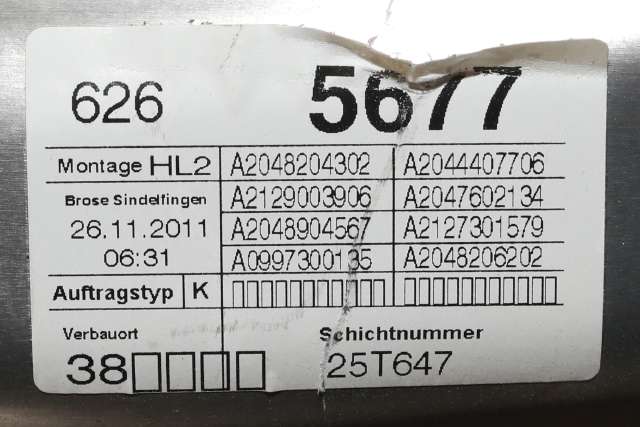 626 5677
Montage HL2 A2048204302 A2044407706
Brose Sindelfingen A2129003906 A2047602134
26.11.2011 A2048904567 A2127301579
06:31 A0997300135 A2048206202
Auftragstyp K
Verbauort Schichtnummer
38 25T647